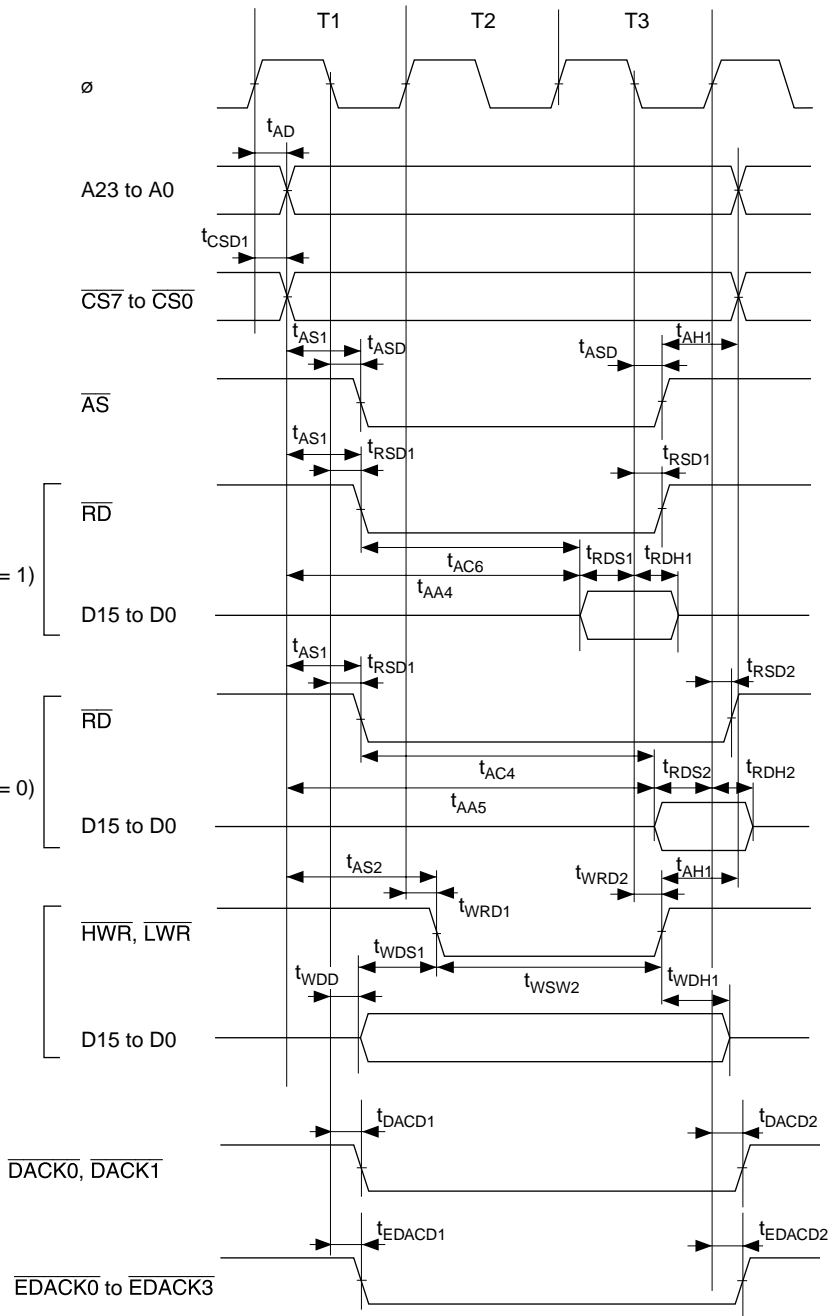 T1 T2 T3
ø
tAD
A23 to A0
tCSD1
CS7 to CS0
tAS1 tASD tASD tAH1
AS
tAS1 tRSD1 tRSD1
RD
tAC6 tRDS1 tRDH1
= 1)
tAA4
D15 to D0
tAS1 tRSD1 tRSD2
RD
tAC4 tRDS2 tRDH2
= 0)
tAA5
D15 to D0
tAS2 tWRD2 tAH1
tWRD1
HWR, LWR
tWDS1
tWDD tWSW2 tWDH1
D15 to D0
tDACD1 tDACD2
DACK0, DACK1
tEDACD1 tEDACD2
EDACK0 to EDACK3